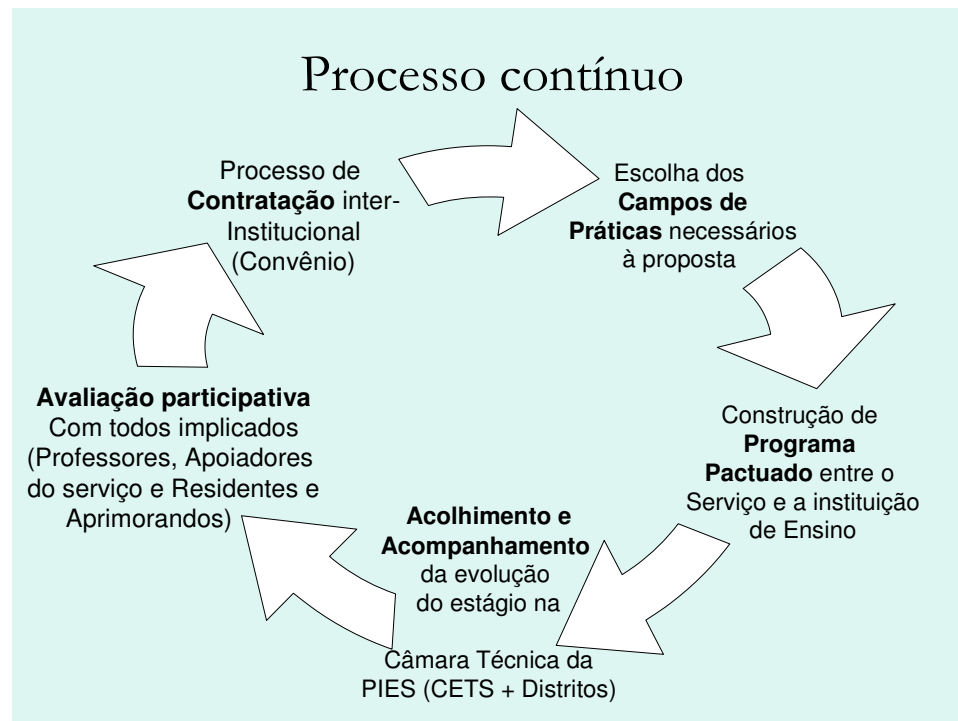 Processo contínuo
Processo de
Contratação inter-
Institucional
(Convênio)
Escolha dos
Campos de
Práticas necessários
à proposta
Construção de
Programa
Pactuado entre o
Serviço e a instituição
de Ensino
Acolhimento e
Acompanhamento
da evolução
do estágio na
Câmara Técnica da
PIES (CETS + Distritos)
Avaliação participativa
Com todos implicados
(Professores, Apoiadores
do serviço e Residentes e
Aprimorandos)